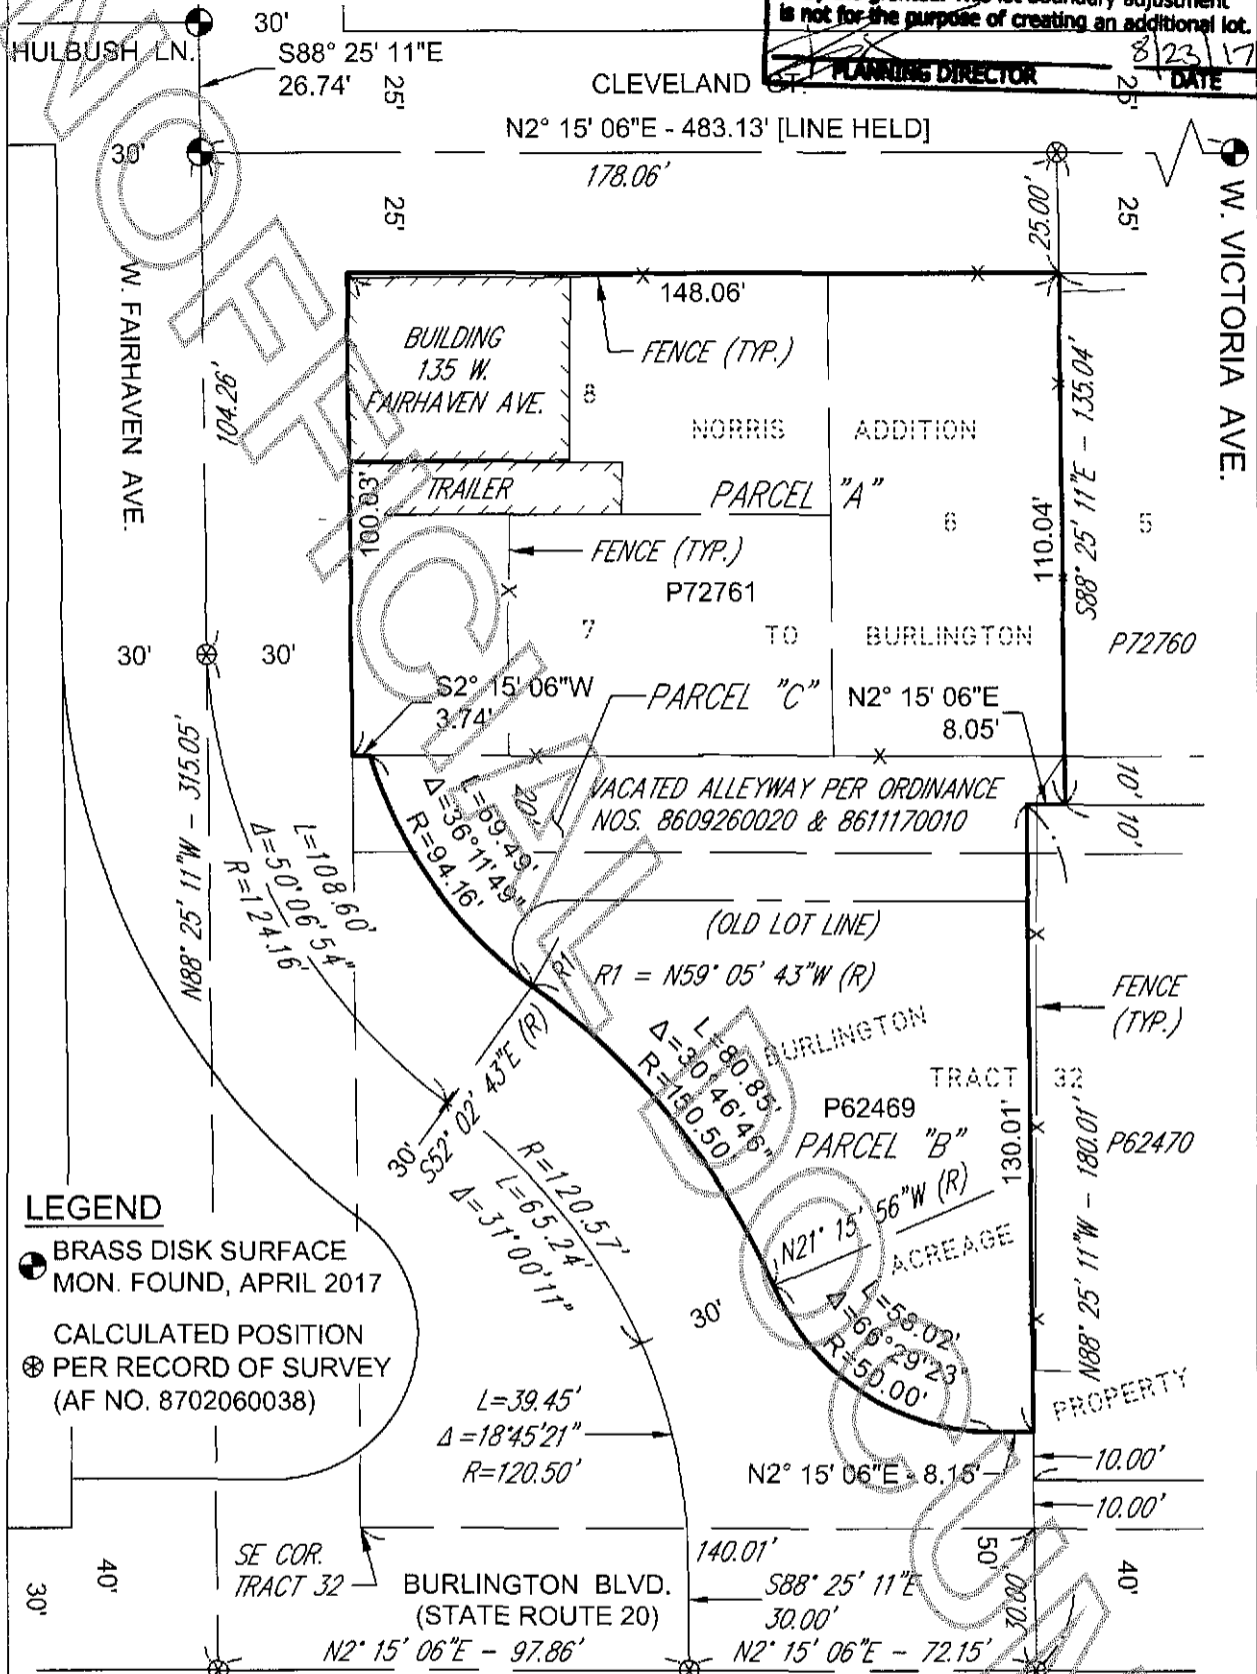 is not for the purpose of creating an additional lot.
8/23/17
PLANNING DIRECTOR
DATE
HULBUSH LN.
30'
S88° 25' 11"E
26.74'
25'
CLEVELAND CT.
25'
N2° 15' 06"E - 483.13' [LINE HELD]
30'
178.06'
25'
25.00'
25'
W. VICTORIA AVE.
W. FAIRHAVEN AVE.
104.26'
148.06'
BUILDING
135 W.
FAIRHAVEN AVE.
FENCE (TYP.)
8
NORRIS ADDITION
S88° 25' 11"E - 135.04'
TRAILER
PARCEL "A"
100.03'
6
110.04'
5
FENCE (TYP.)
P72761
7
TO BURLINGTON
P72760
30'
30'
S2° 15' 06"W
3.74'
PARCEL "C"
N2° 15' 06"E
8.05'
N88° 25' 11"W - 315.05'
VACATED ALLEYWAY PER ORDINANCE
NOS. 8609260020 & 8611170010
20'
10'
10'
L=69.49'
Δ=36°11'49"
R=94.16'
L=108.60'
Δ=50°06'54"
R=124.16'
(OLD LOT LINE)
R1
R1 = N59° 05' 43"W (R)
FENCE
(TYP.)
S52° 02' 43"E (R)
30'
L=80.85'
Δ=30°46'46"
R=150.50'
BURLINGTON
TRACT 32
P62469
PARCEL "B"
130.01'
N88° 25' 11"W - 180.01'
P62470
R=120.57'
L=65.24'
Δ=31°00'11"
N21° 15' 56"W (R)
ACREAGE
LEGEND
BRASS DISK SURFACE
MON. FOUND, APRIL 2017
CALCULATED POSITION
PER RECORD OF SURVEY
(AF NO. 8702060038)
30'
L=58.02'
Δ=66°29'23"
R=50.00'
PROPERTY
L=39.45'
Δ=18°45'21"
R=120.50'
N2° 15' 06"E - 8.15'
10.00'
10.00'
SE COR.
TRACT 32
140.01'
50'
40'
30'
40'
BURLINGTON BLVD.
(STATE ROUTE 20)
S88° 25' 11"E
30.00'
30.00
N2° 15' 06"E - 97.86'
N2° 15' 06"E - 72.15'
UNOFFICIAL DOCUM